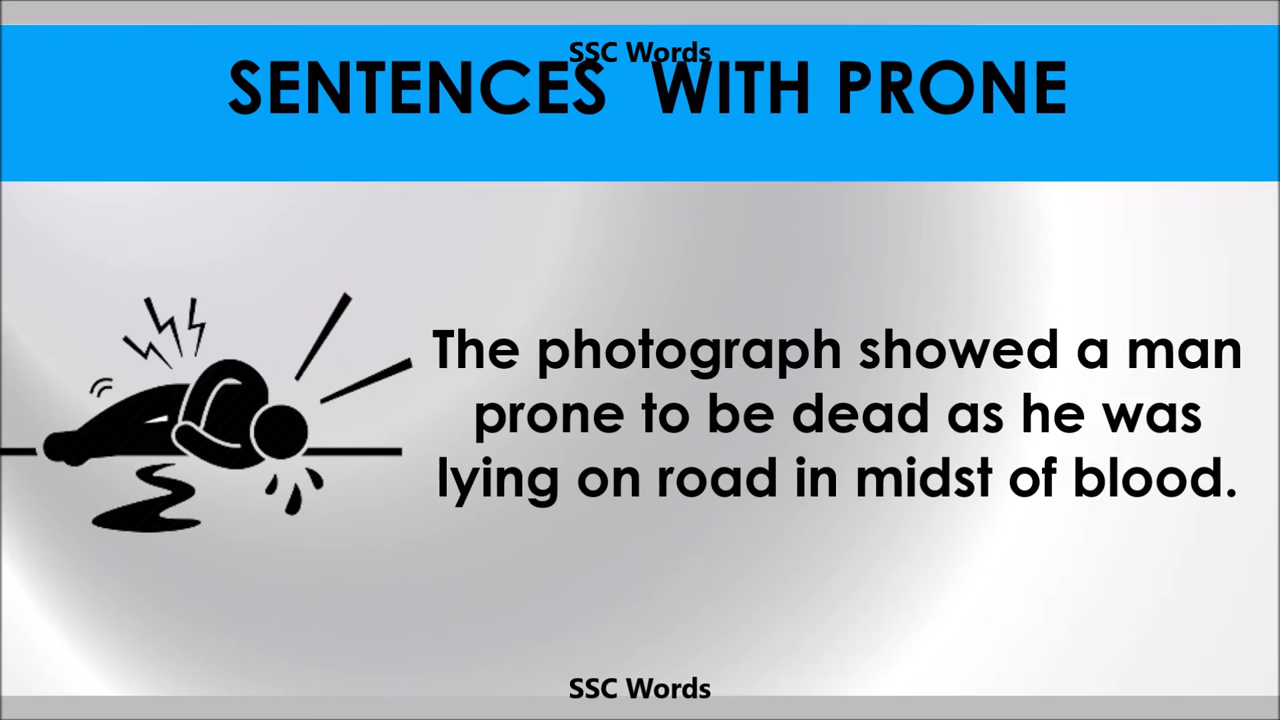 SSC Words
SENTENCES WITH PRONE
The photograph showed a man
prone to be dead as he was
lying on road in midst of blood.
SSC Words